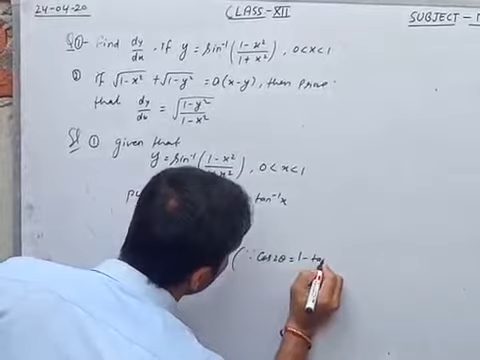 24-04-20
CLASS-XII
SUBJECT-
Q① Find dy/dx, If y = sin⁻¹((1-x²)/(1+x²)), 0<x<1
② if √(1-x²) + √(1-y²) = a(x-y), then prove
that dy/dx = √((1-y²)/(1-x²))
Sol ① given that
y = sin⁻¹((1-x²)/(1+x²)), 0<x<1
tan⁻¹x
(∵ Cos2θ = 1-ta